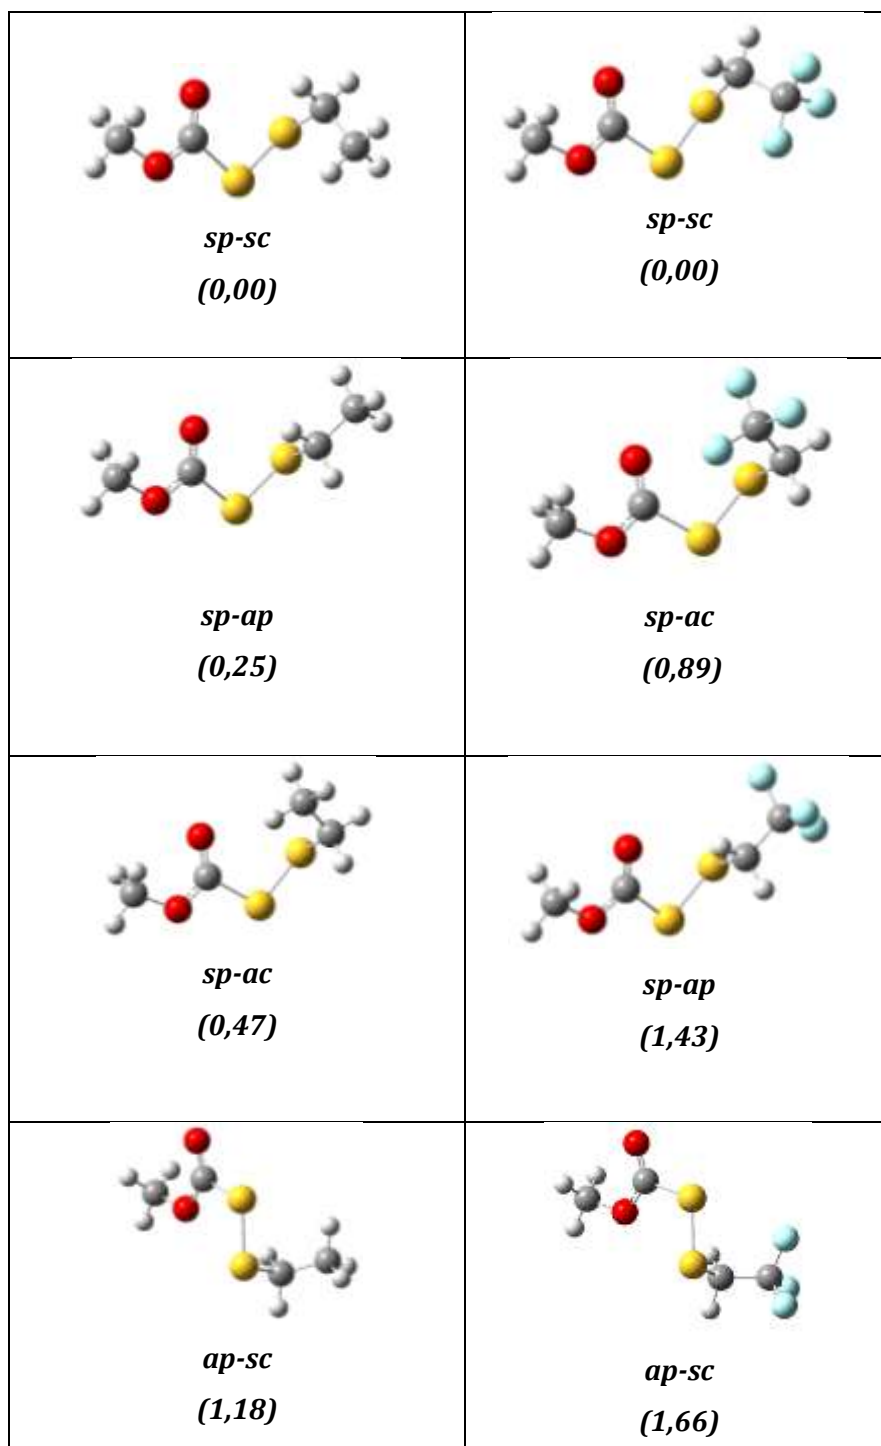 sp-sc
(0,00)
sp-sc
(0,00)
sp-ap
(0,25)
sp-ac
(0,89)
sp-ac
(0,47)
sp-ap
(1,43)
ap-sc
(1,18)
ap-sc
(1,66)